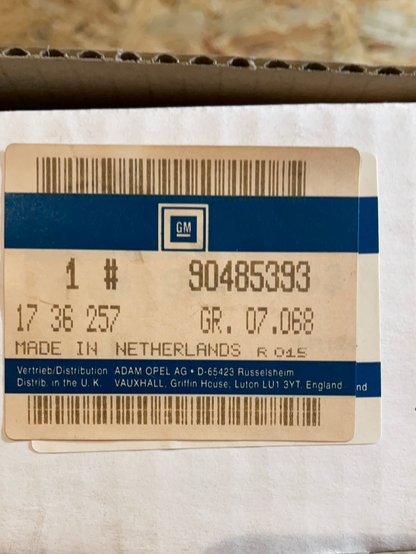 GM
1 # 90485393
17 36 257 GR. 07.068
MADE IN NETHERLANDS R 015
Vertrieb/Distribution ADAM OPEL AG • D-65423 Rüsselsheim
Distrib. in the U.K. VAUXHALL, Griffin House, Luton LU1 3YT, England
nd